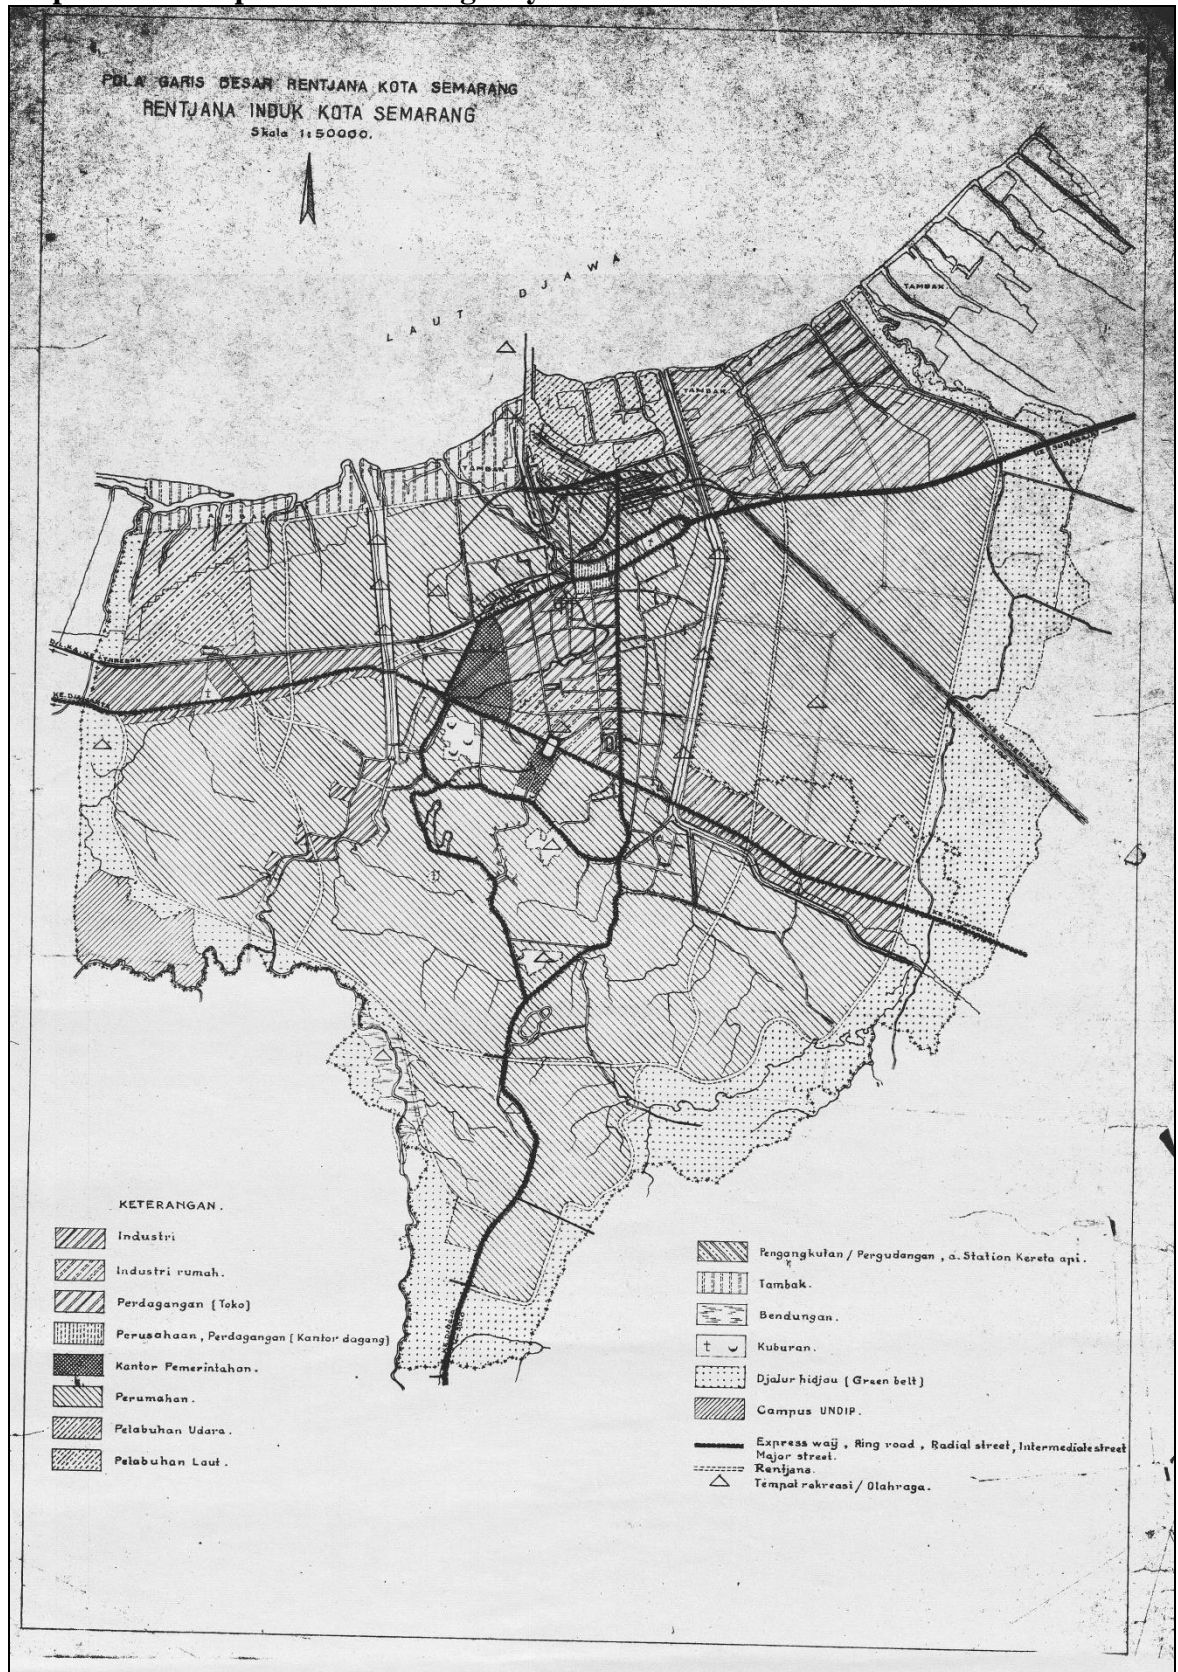 POLA GARIS BESAR RENTJANA KOTA SEMARANG
RENTJANA INDUK KOTA SEMARANG
Skala 1:50000.
LAUT DJAWA
TAMBAK.
TAMBAK.
TAMBAK
KETERANGAN.
Industri
Industri rumah.
Perdagangan (Toko)
Perusahaan, Perdagangan (Kantor dagang)
Kantor Pemerintahan.
Perumahan.
Pelabuhan Udara.
Pelabuhan Laut.
Pengangkutan / Pergudangan, a. Station Kereta api.
Tambak.
Bendungan.
Kuburan.
Djalur hidjau (Green belt)
Campus UNDIP.
Express way, Ring road, Radial street, Intermediate street
Major street.
Rentjana.
Tempat rekreasi / Olahraga.